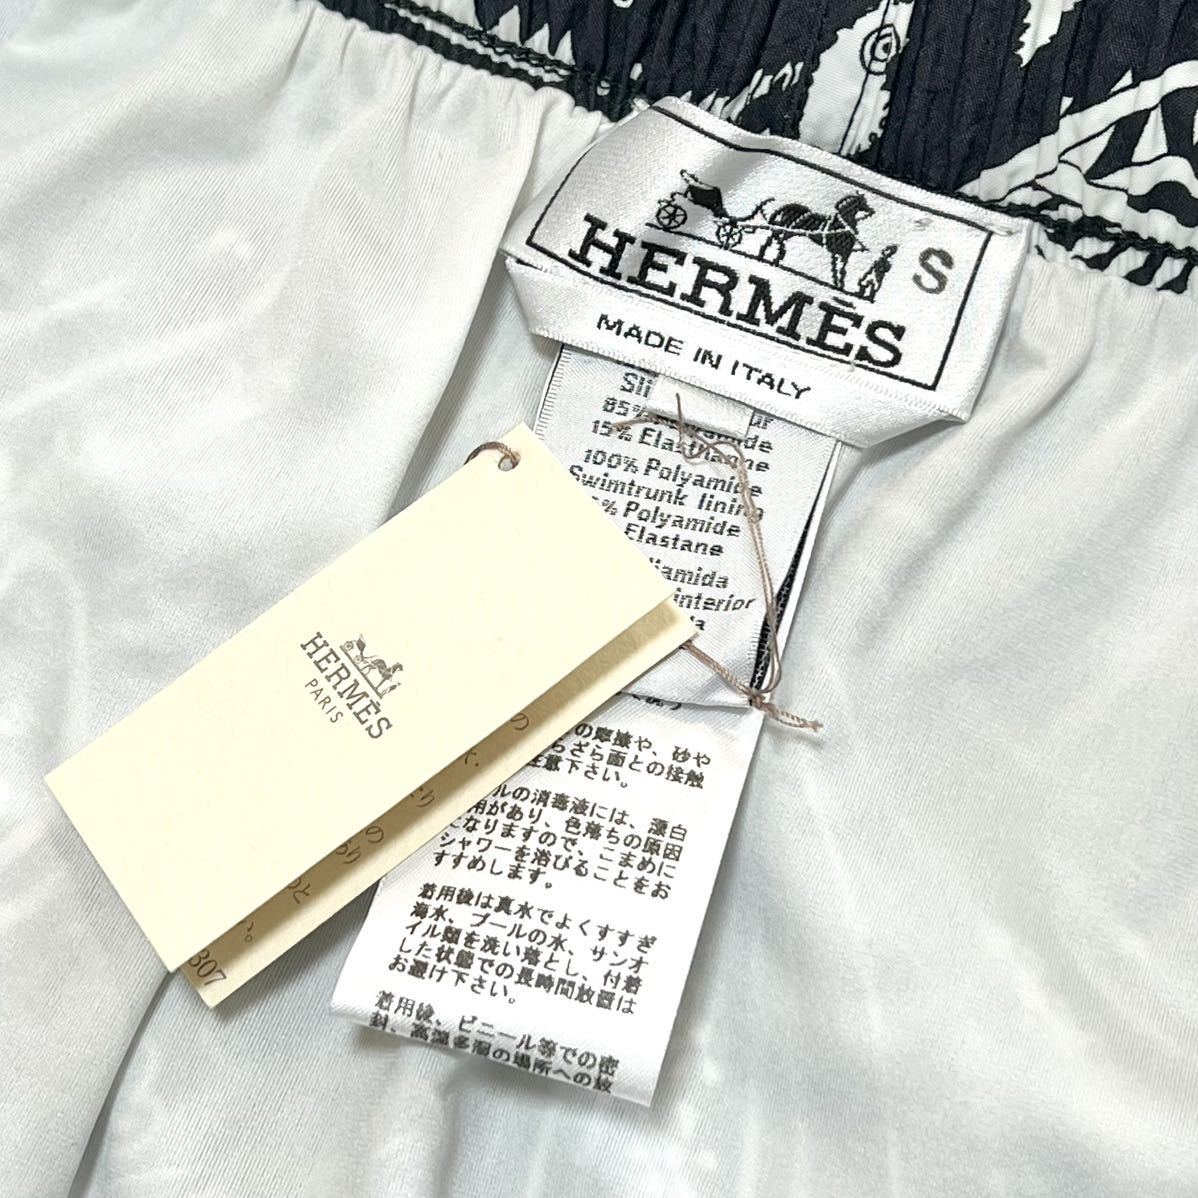 HERMÈS
S
MADE IN ITALY
15% Elasthanne
100% Polyamide
Swimtrunk lining
Polyamide
Elastane
interior
HERMÈS
PARIS
の摩擦や、砂や
ざら面との接触
注意下さい。
ールの消毒液には、漂白
用があり、色落ちの原因
になりますので、こまめに
シャワーを浴びることをお
すすめします。
着用後は真水でよくすすぎ
海水、プールの水、サンオ
イル類を洗い落とし、付着
した状態での長時間放置は
お避け下さい。
着用後、ビニール等での密
封、高温多湿の場所への放
307